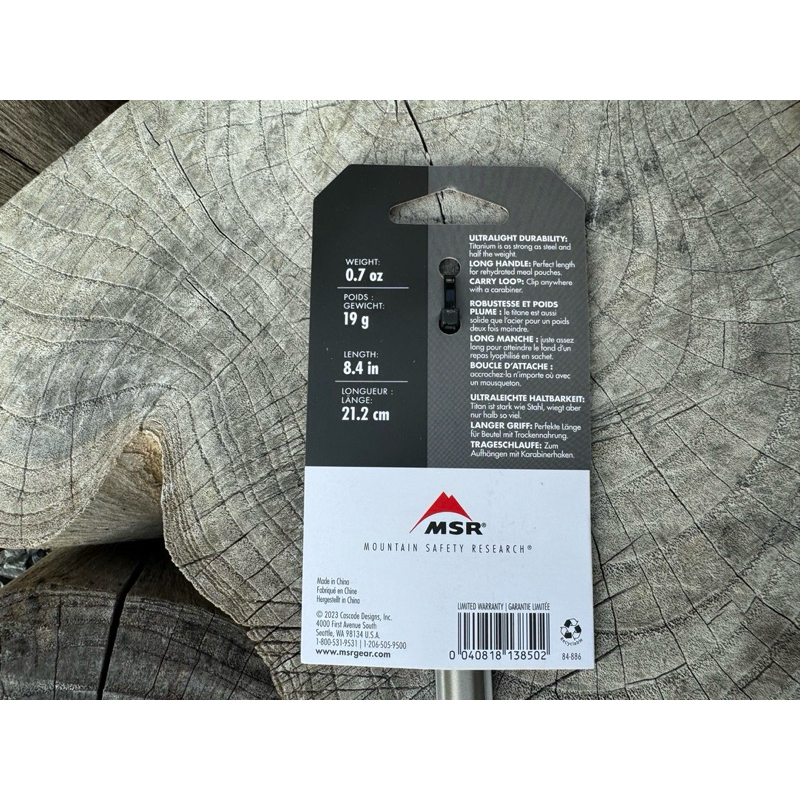 WEIGHT:
0.7 oz
POIDS :
GEWICHT:
19 g
LENGTH:
8.4 in
LONGUEUR :
LÄNGE:
21.2 cm
ULTRALIGHT DURABILITY:
Titanium is as strong as steel and
half the weight.
LONG HANDLE: Perfect length
for rehydrated meal pouches.
CARRY LOOP: Clip anywhere
with a carabiner.
ROBUSTESSE ET POIDS
PLUME : le titane est aussi
solide que l'acier pour un poids
deux fois moindre.
LONG MANCHE : juste assez
long pour atteindre le fond d'un
repas lyophilisé en sachet.
BOUCLE D'ATTACHE :
accrochez-la n'importe où avec
un mousqueton.
ULTRALEICHTE HALTBARKEIT:
Titan ist stark wie Stahl, wiegt aber
nur halb so viel.
LANGER GRIFF: Perfekte Länge
für Beutel mit Trockennahrung.
TRAGESCHLAUFE: Zum
Aufhängen mit Karabinerhaken.
MSR®
MOUNTAIN SAFETY RESEARCH®
Made in China
Fabriqué en Chine
Hergestellt in China
© 2023 Cascade Designs, Inc.
4000 First Avenue South
Seattle, WA 98134 U.S.A.
1-800-531-9531 | 1-206-505-9500
www.msrgear.com
LIMITED WARRANTY | GARANTIE LIMITÉE
0 040818 138502
84-886